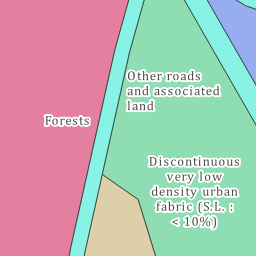 Other roads
and associated
land
Forests
Discontinuous
very low
density urban
fabric (S.L. :
< 10%)